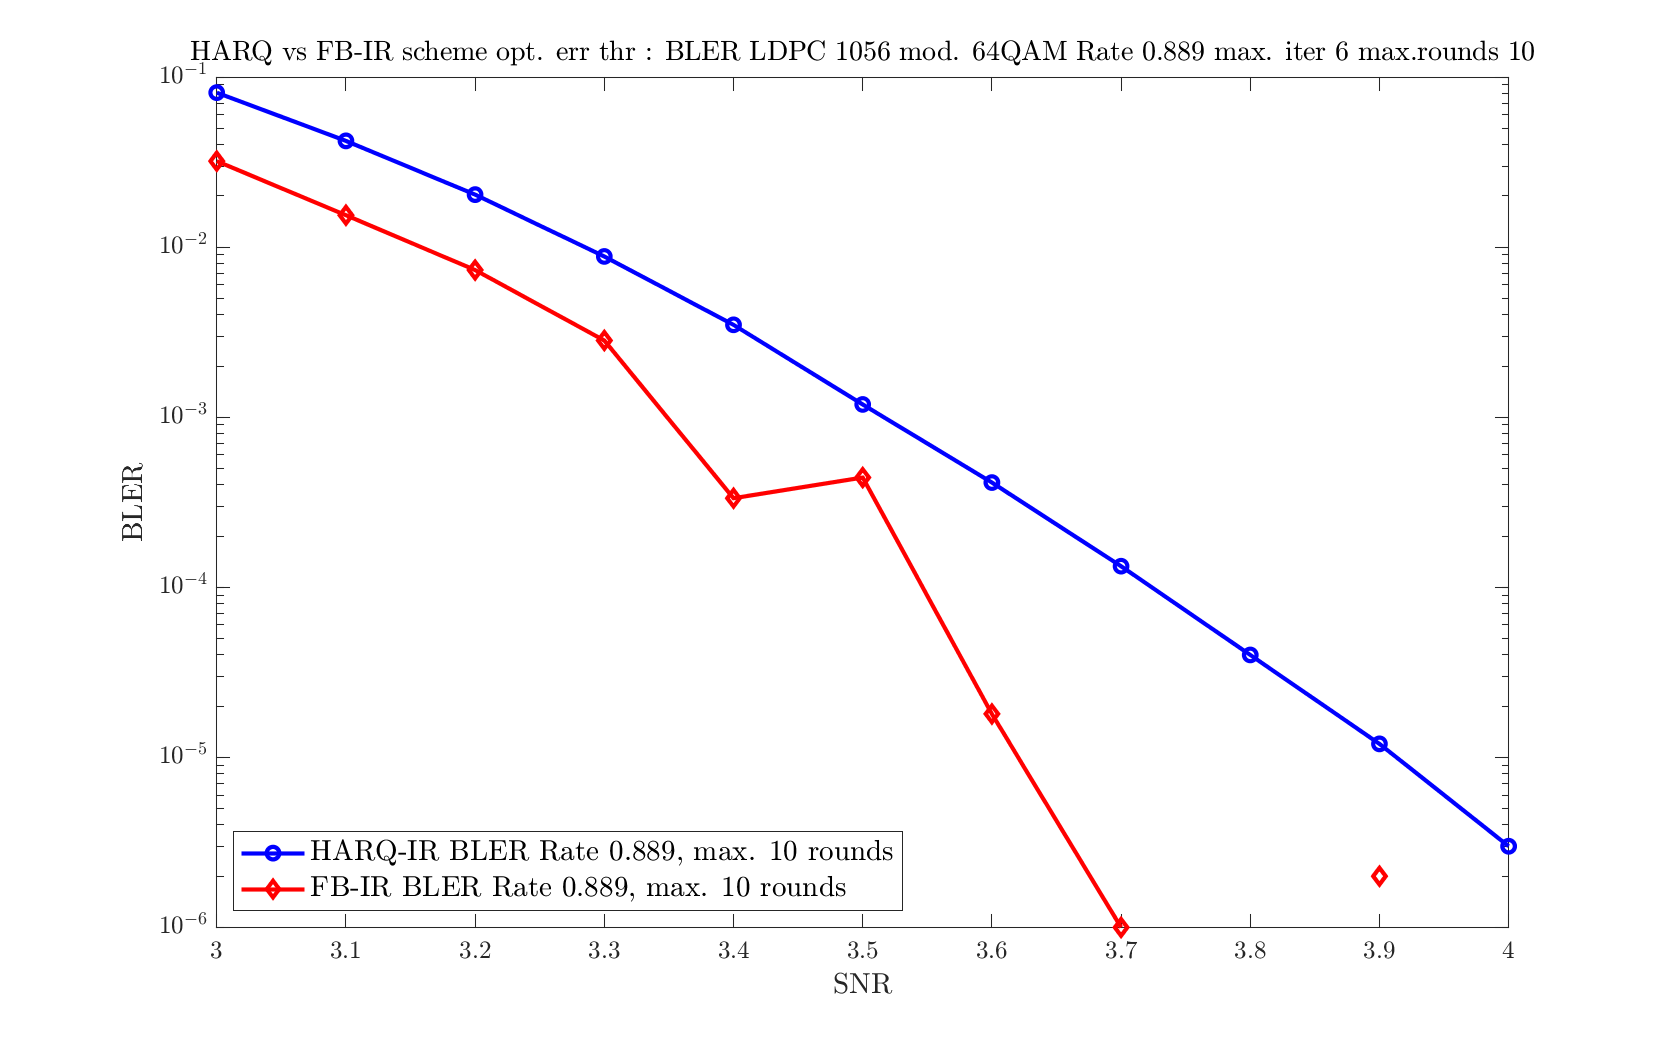 HARQ vs FB-IR scheme opt. err thr : BLER LDPC 1056 mod. 64QAM Rate 0.889 max. iter 6 max.rounds 10
10^{-1}
10^{-2}
10^{-3}
10^{-4}
10^{-5}
10^{-6}
BLER
HARQ-IR BLER Rate 0.889, max. 10 rounds
FB-IR BLER Rate 0.889, max. 10 rounds
3 3.1 3.2 3.3 3.4 3.5 3.6 3.7 3.8 3.9 4
SNR